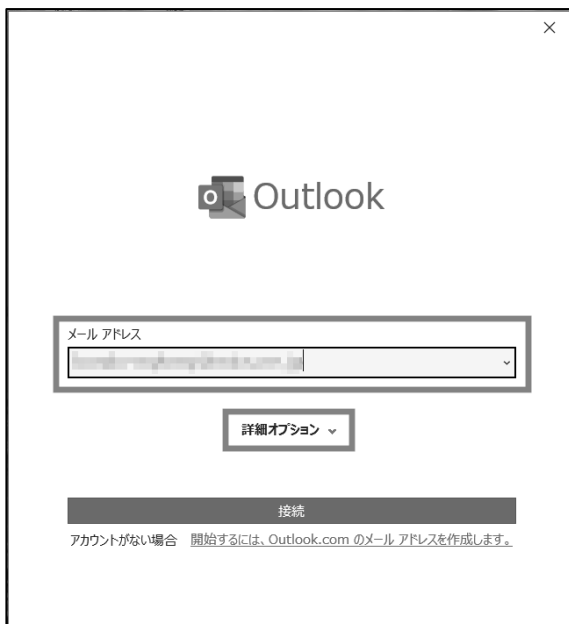 Outlook
メール アドレス
詳細オプション
接続
アカウントがない場合 開始するには、Outlook.com のメール アドレスを作成します。